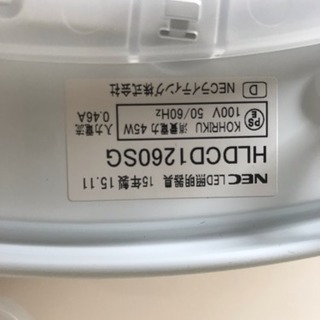 NEC LED照明器具 15年製 15.11
HLDCD1260SG
PSE KOHRIKU 消費電力 45W
100V 50/60Hz 入力電流 0.46A
D NECライティング株式会社